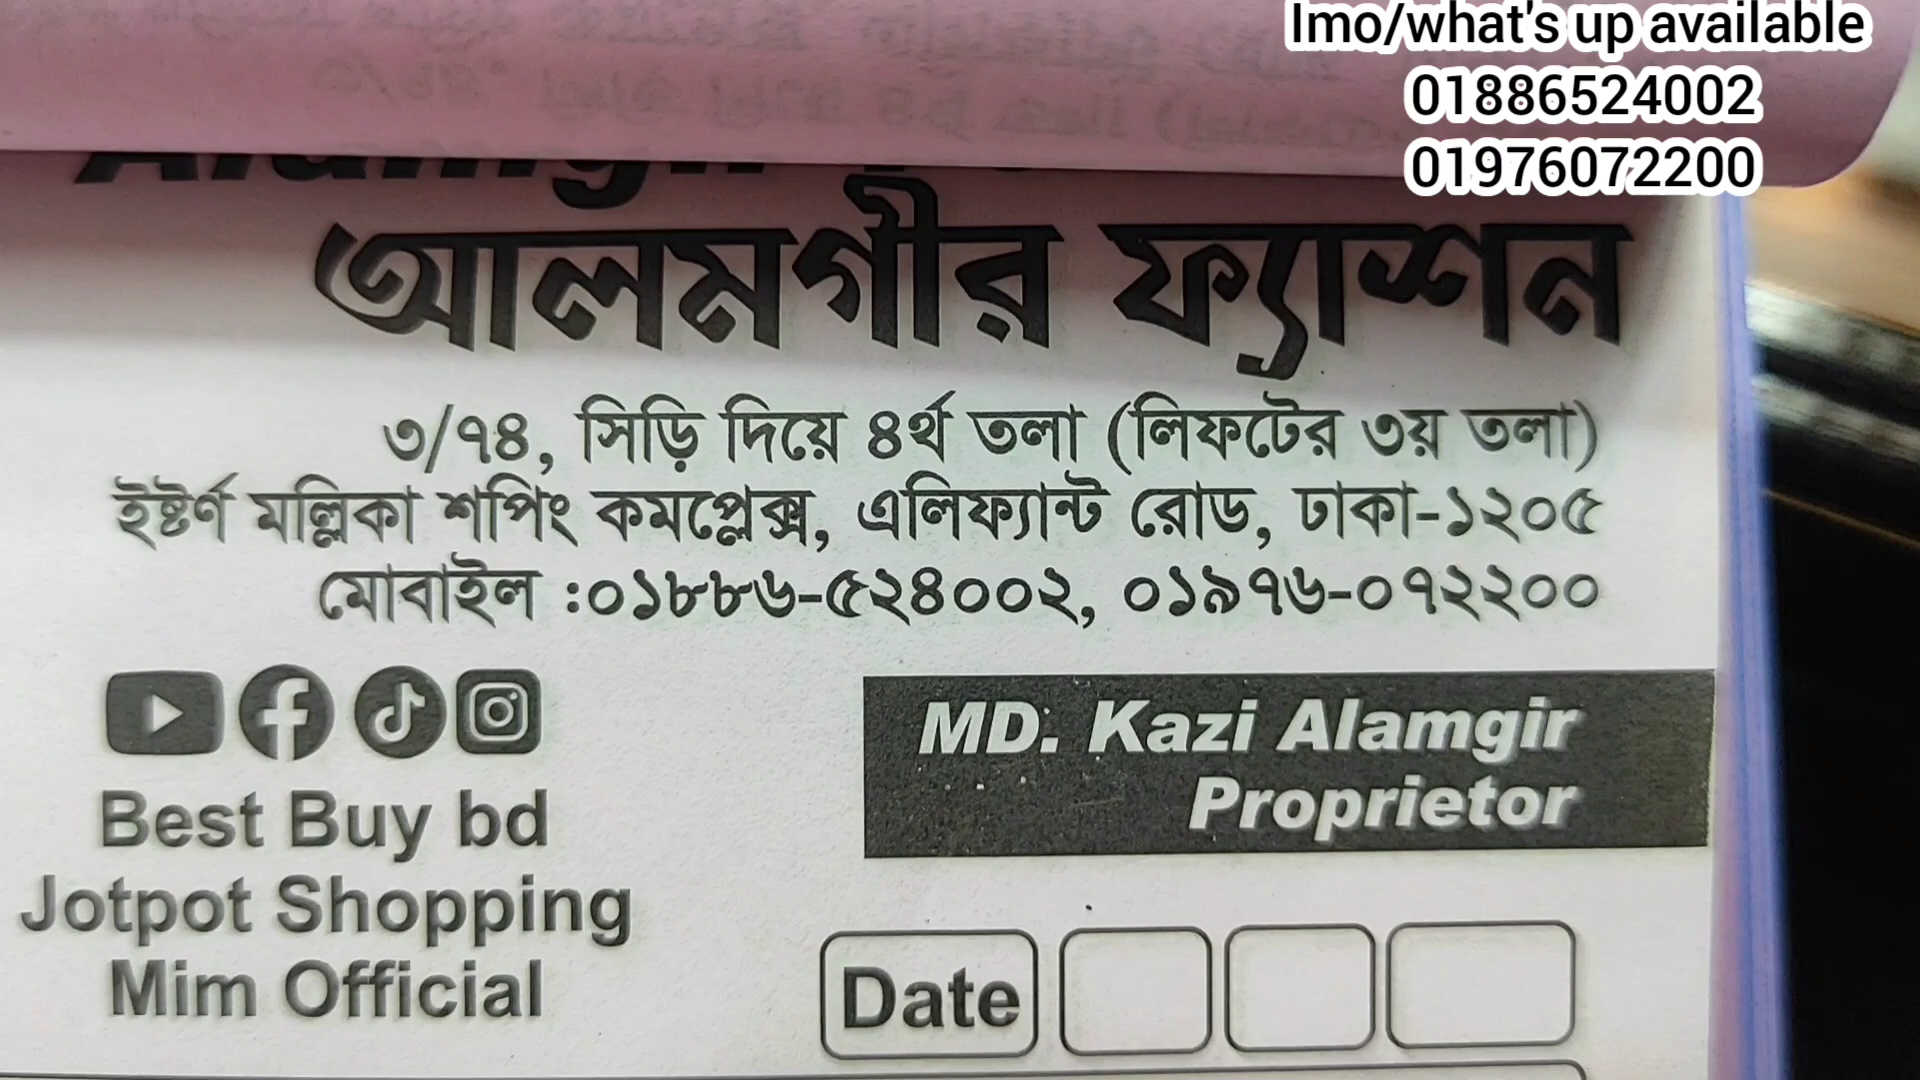 Imo/what's up available
01886524002
01976072200
আলমগীর ফ্যাশন
৩/৭৪, সিড়ি দিয়ে ৪র্থ তলা (লিফটের ৩য় তলা)
ইষ্টর্ণ মল্লিকা শপিং কমপ্লেক্স, এলিফ্যান্ট রোড, ঢাকা-১২০৫
মোবাইল :০১৮৮৬-৫২৪০০২, ০১৯৭৬-০৭২২০০
MD. Kazi Alamgir
Proprietor
Best Buy bd
Jotpot Shopping
Mim Official
Date